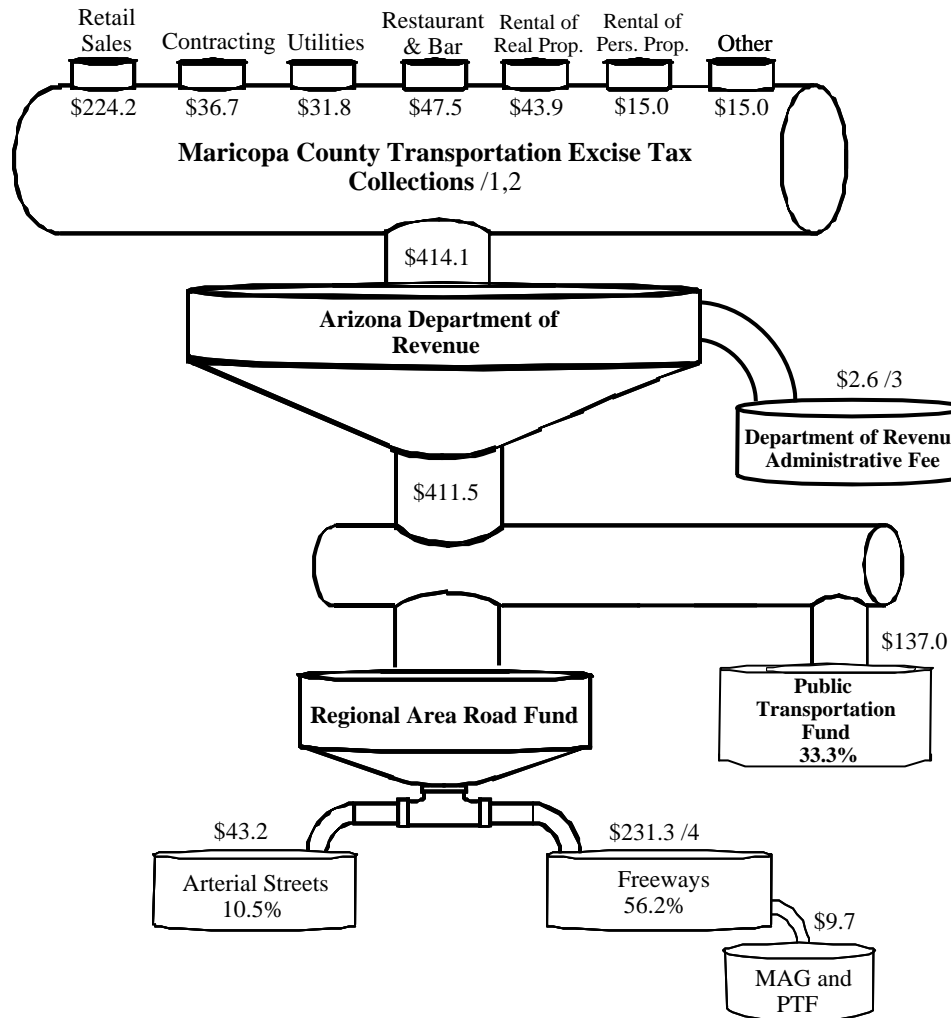 Retail
Sales
Contracting
Utilities
Restaurant
& Bar
Rental of
Real Prop.
Rental of
Pers. Prop.
Other
$224.2
$36.7
$31.8
$47.5
$43.9
$15.0
$15.0
Maricopa County Transportation Excise Tax
Collections /1,2
$414.1
Arizona Department of
Revenue
$2.6 /3
Department of Revenu
Administrative Fee
$411.5
$137.0
Public
Transportation
Fund
33.3%
Regional Area Road Fund
$43.2
$231.3 /4
Arterial Streets
10.5%
Freeways
56.2%
$9.7
MAG and
PTF